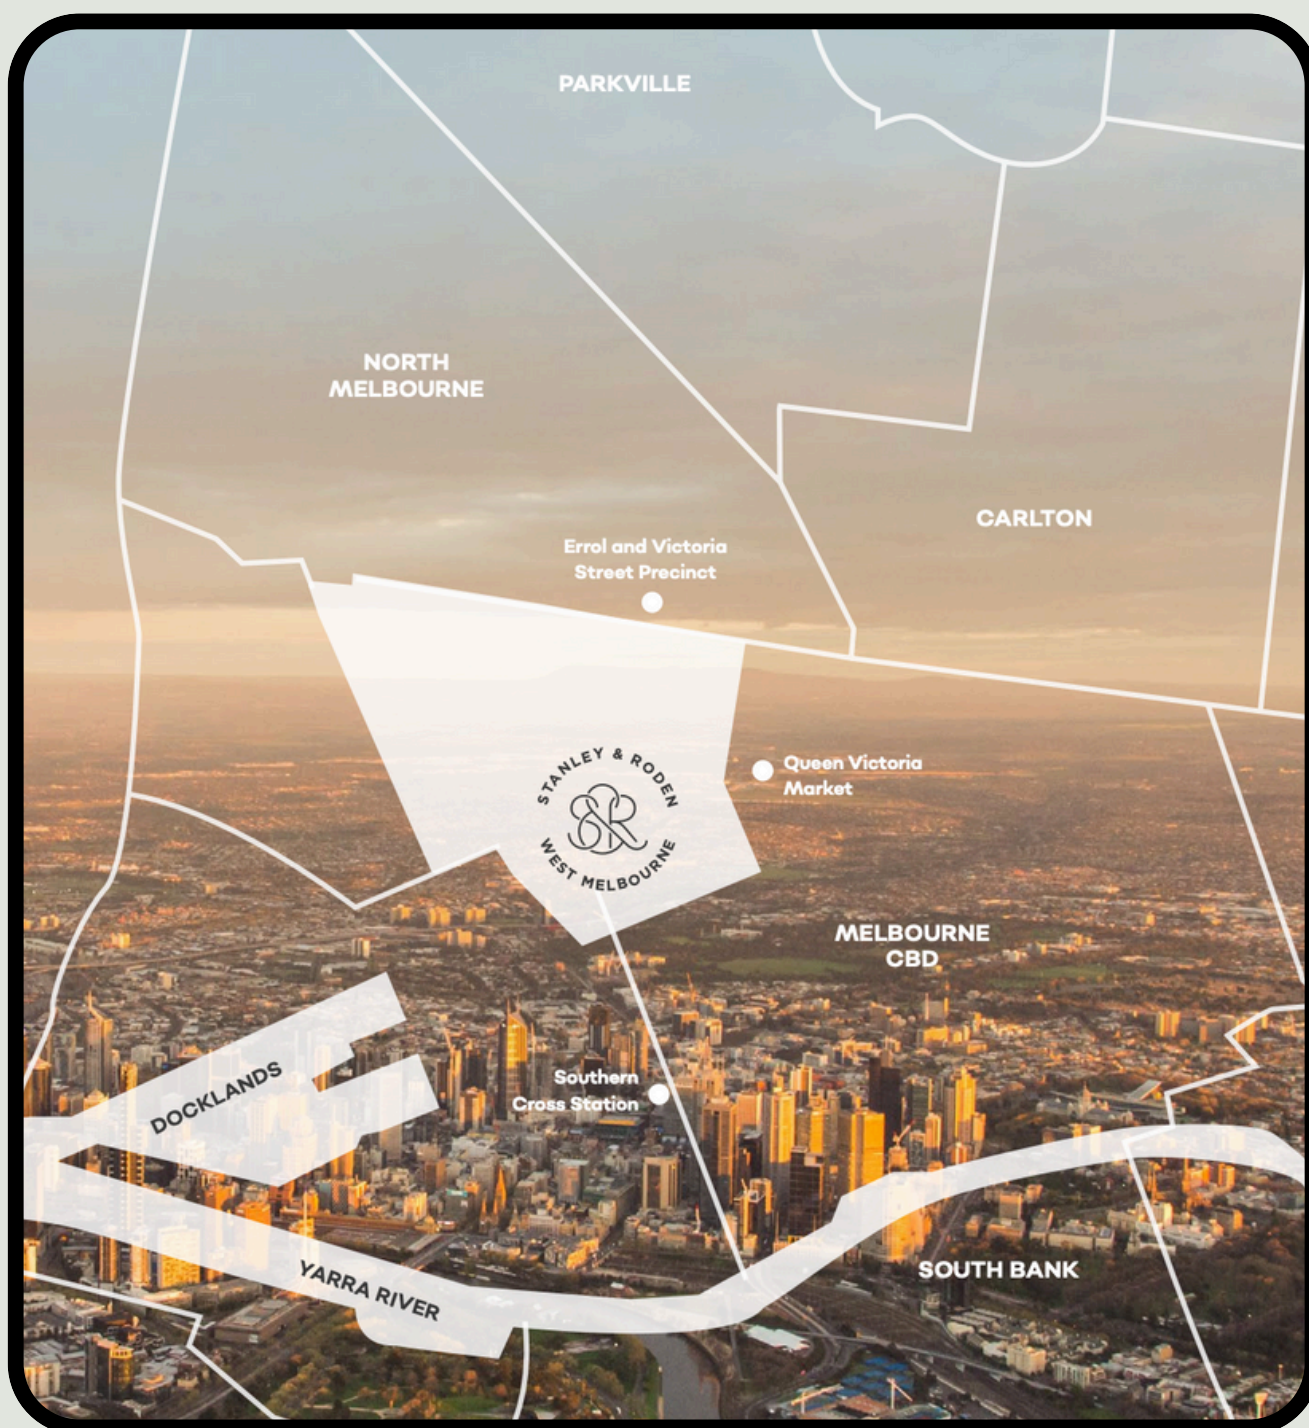 PARKVILLE
NORTH
MELBOURNE
CARLTON
Errol and Victoria
Street Precinct
STANLEY & RODEN
S&R
WEST MELBOURNE
Queen Victoria
Market
MELBOURNE
CBD
DOCKLANDS
Southern
Cross Station
YARRA RIVER
SOUTH BANK